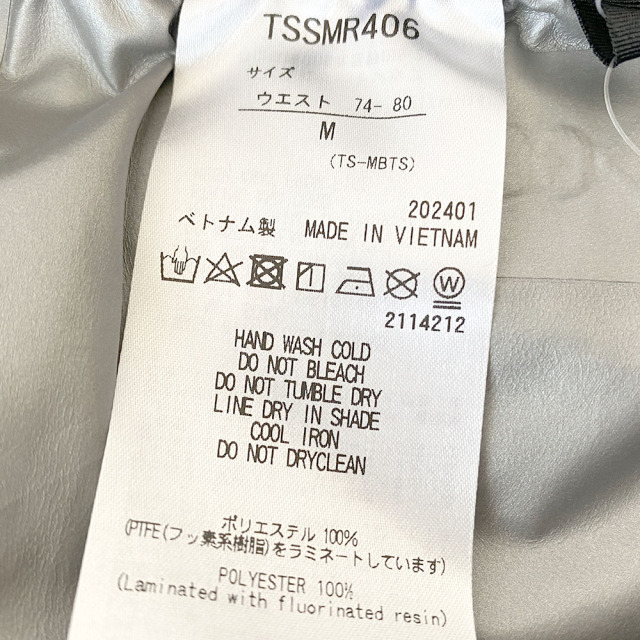 TSSMR406
サイズ
ウエスト 74- 80
M
(TS-MBTS)
202401
ベトナム製 MADE IN VIETNAM
W
2114212
HAND WASH COLD
DO NOT BLEACH
DO NOT TUMBLE DRY
LINE DRY IN SHADE
COOL IRON
DO NOT DRYCLEAN
ポリエステル 100%
(PTFE(フッ素系樹脂)をラミネートしています)
POLYESTER 100%
(Laminated with fluorinated resin)